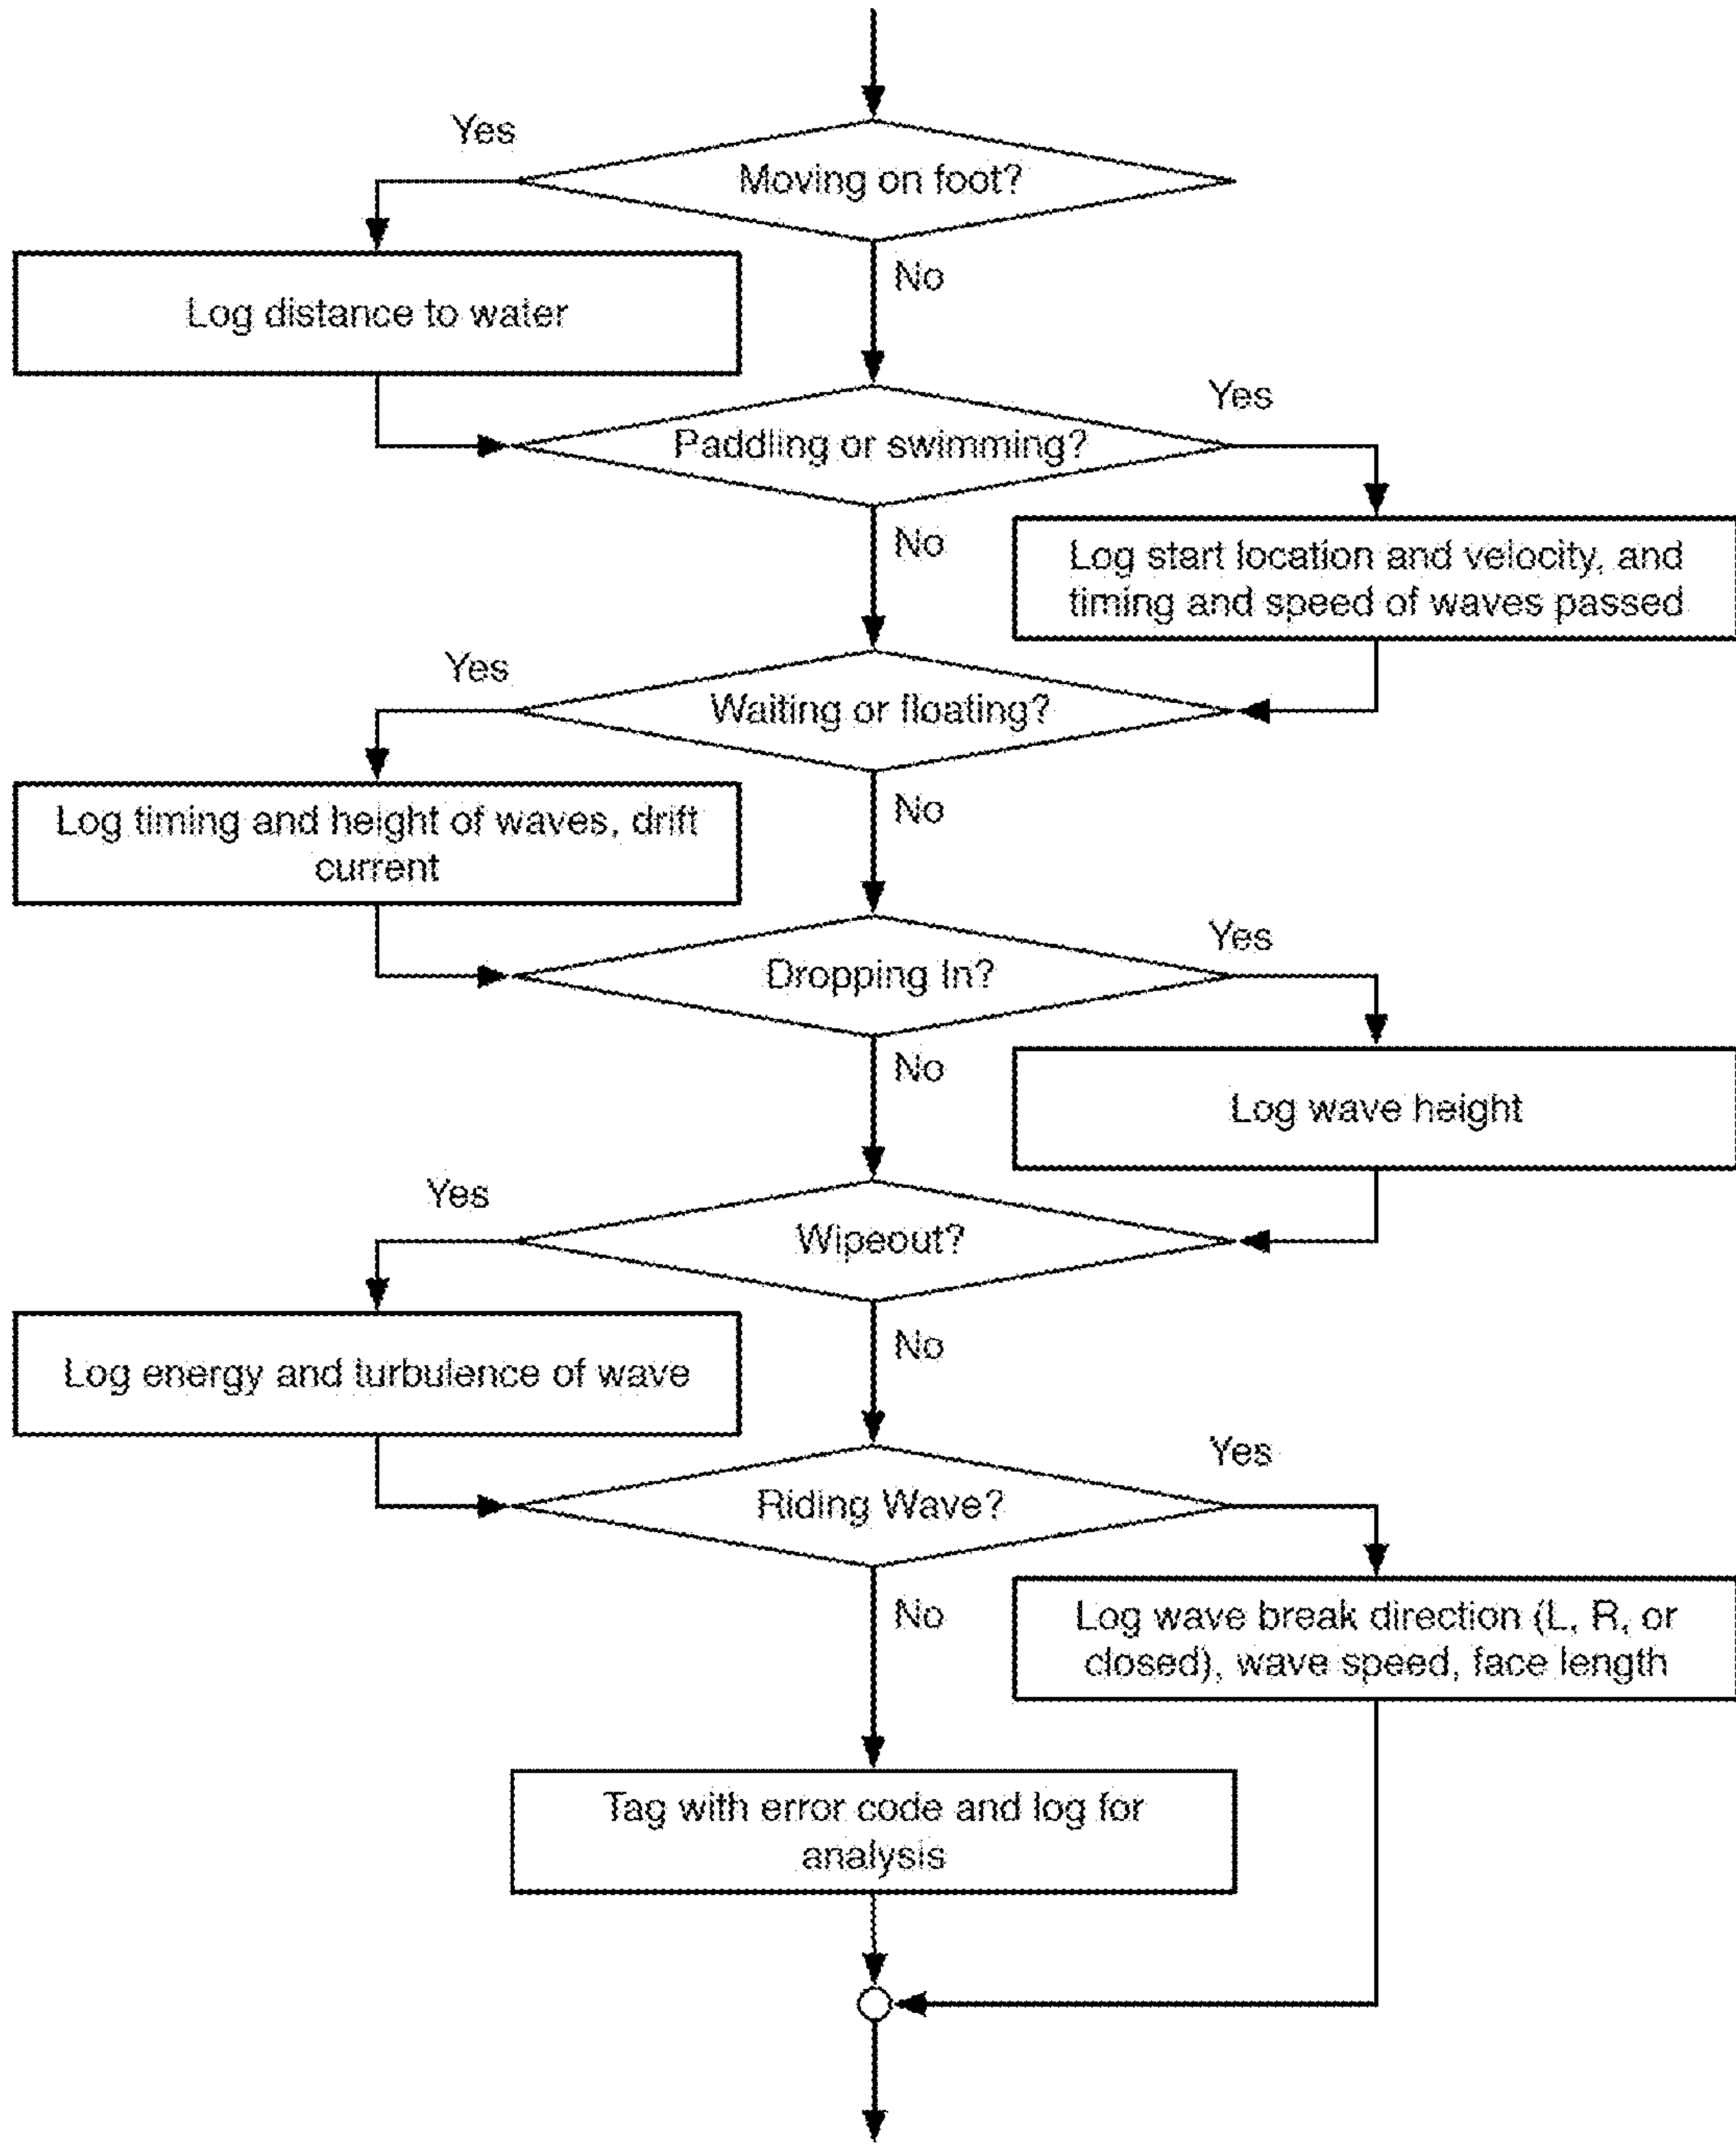 Yes
Moving on foot?
No
Log distance to water
Yes
Paddling or swimming?
No
Log start location and velocity, and
timing and speed of waves passed
Yes
Waiting or floating?
No
Log timing and height of waves, drift
current
Yes
Dropping In?
No
Log wave height
Yes
Wipeout?
No
Log energy and turbulence of wave
Yes
Riding Wave?
No
Log wave break direction (L, R, or
closed), wave speed, face length
Tag with error code and log for
analysis